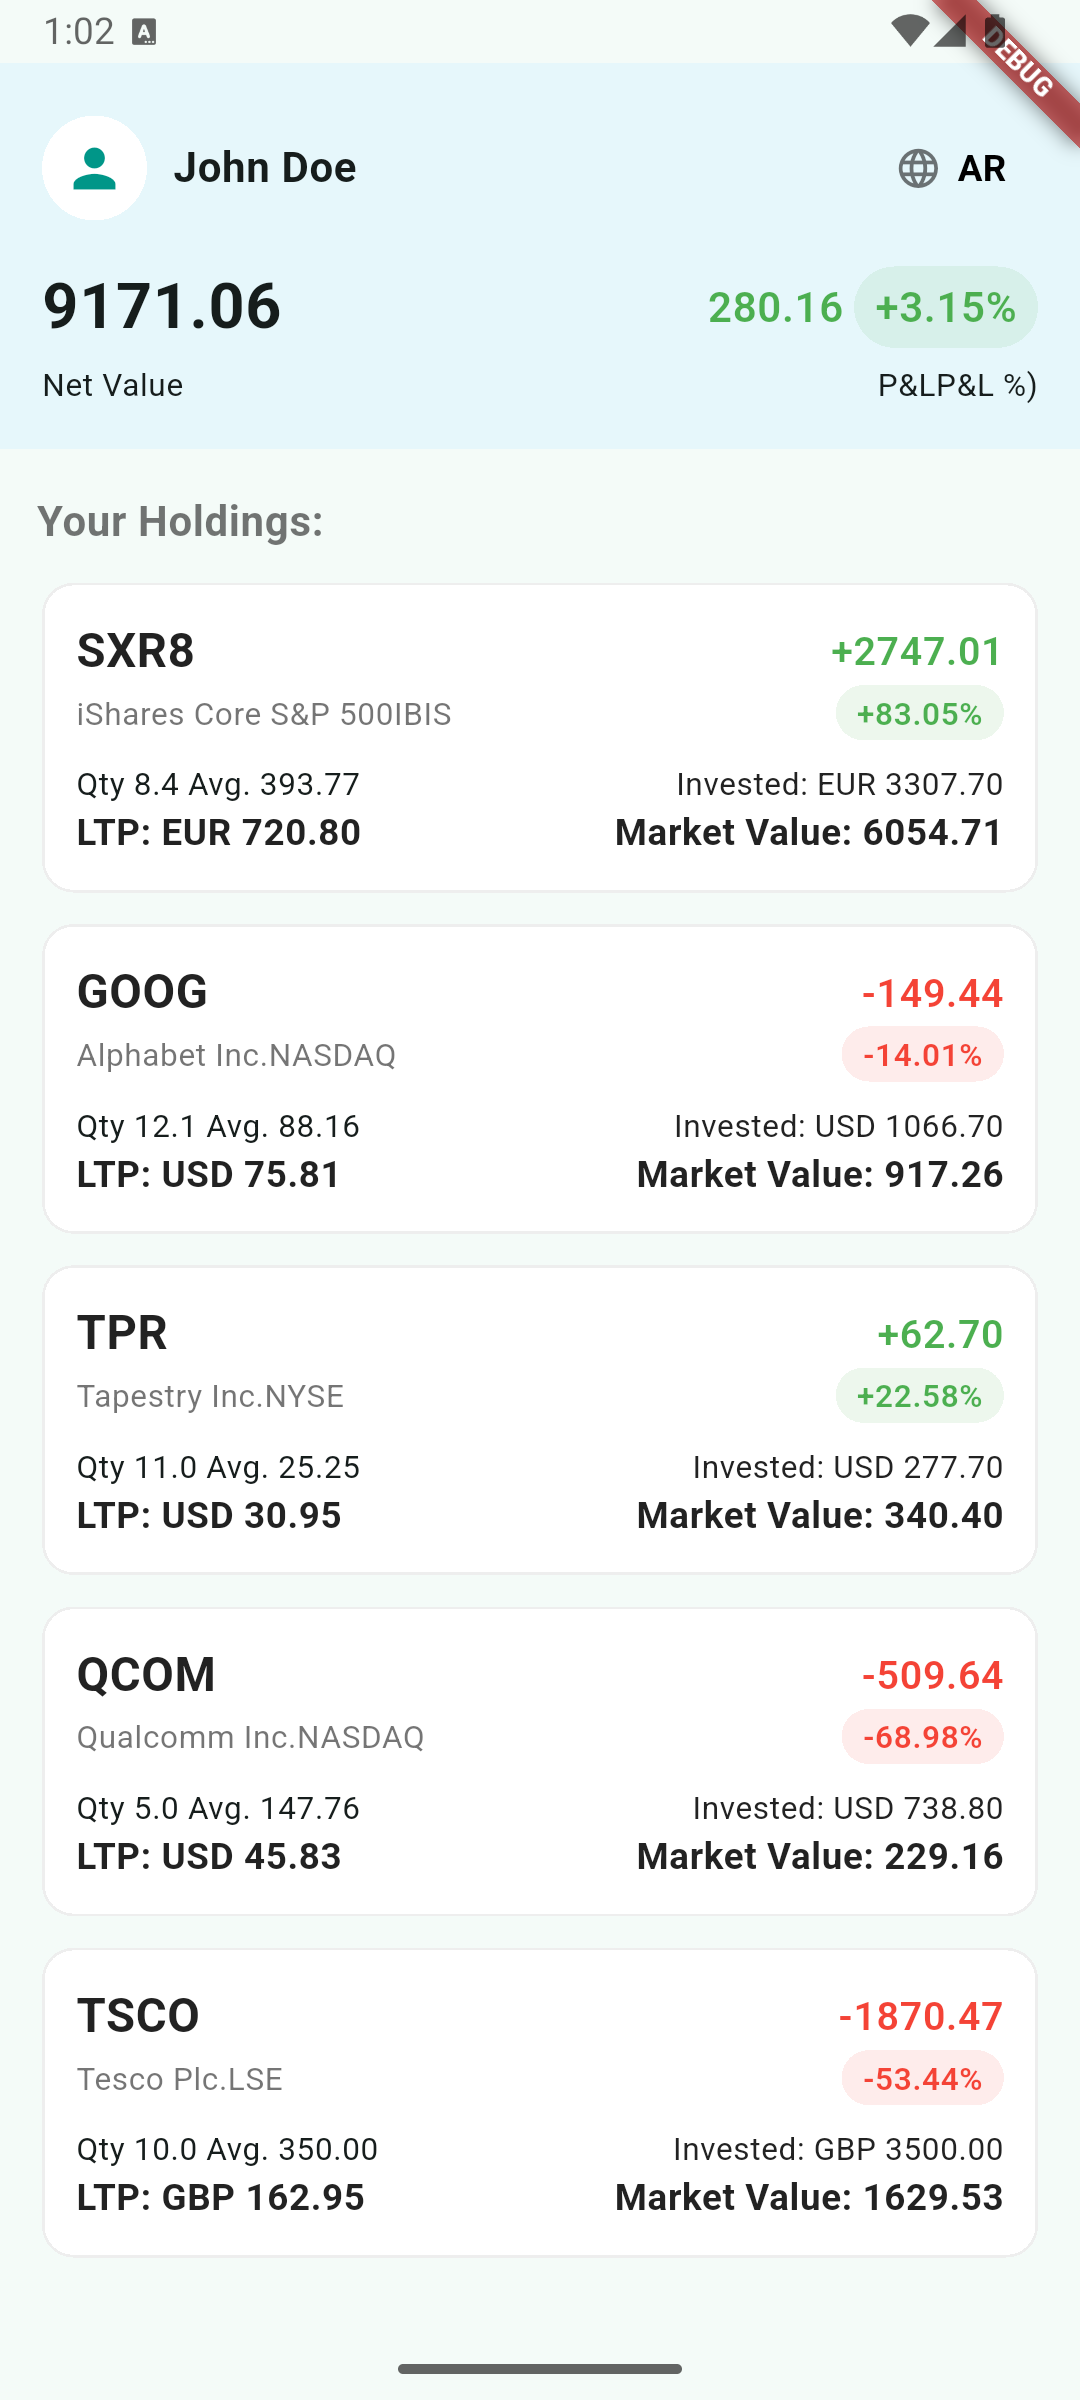 1:02
A
DEBUG
John Doe
AR
9171.06
280.16 +3.15%
Net Value
P&LP&L %)
Your Holdings:
SXR8
+2747.01
iShares Core S&P 500IBIS
+83.05%
Qty 8.4 Avg. 393.77
Invested: EUR 3307.70
LTP: EUR 720.80
Market Value: 6054.71
GOOG
-149.44
Alphabet Inc.NASDAQ
-14.01%
Qty 12.1 Avg. 88.16
Invested: USD 1066.70
LTP: USD 75.81
Market Value: 917.26
TPR
+62.70
Tapestry Inc.NYSE
+22.58%
Qty 11.0 Avg. 25.25
Invested: USD 277.70
LTP: USD 30.95
Market Value: 340.40
QCOM
-509.64
Qualcomm Inc.NASDAQ
-68.98%
Qty 5.0 Avg. 147.76
Invested: USD 738.80
LTP: USD 45.83
Market Value: 229.16
TSCO
-1870.47
Tesco Plc.LSE
-53.44%
Qty 10.0 Avg. 350.00
Invested: GBP 3500.00
LTP: GBP 162.95
Market Value: 1629.53